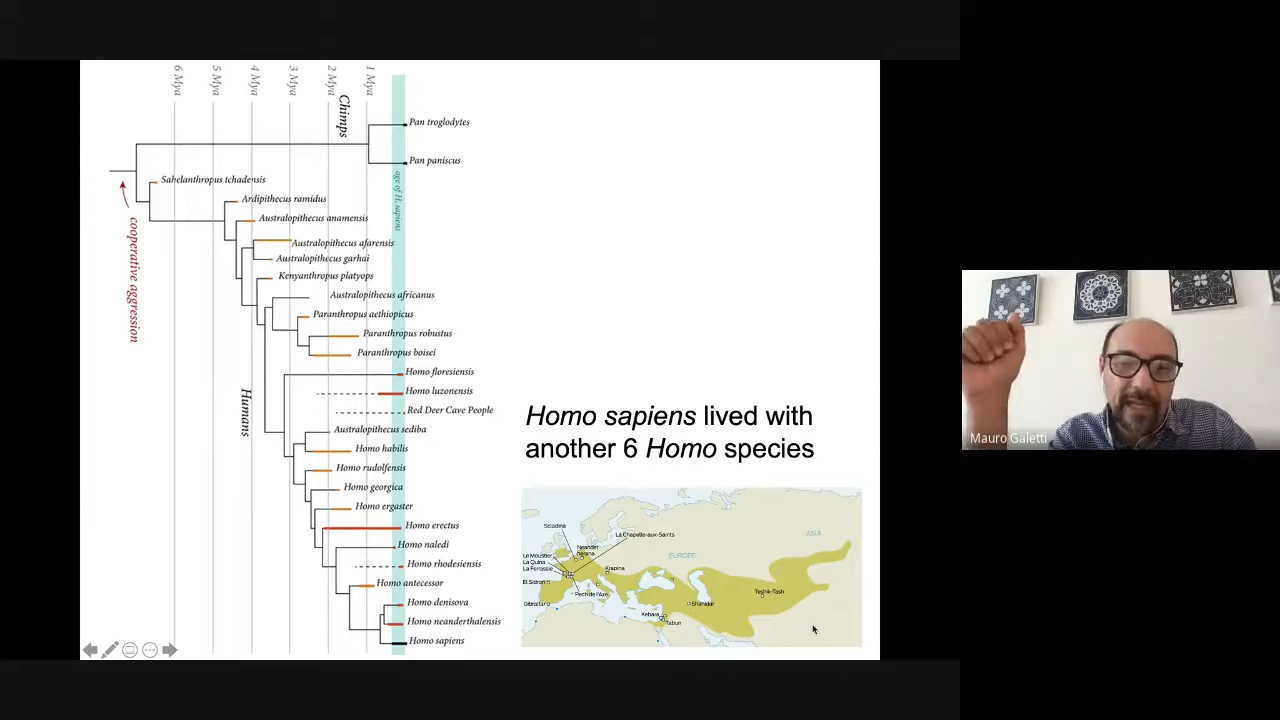 6 Mya
5 Mya
4 Mya
3 Mya
2 Mya
1 Mya
Chimps
Pan troglodytes
Pan paniscus
age of H. sapiens
Sahelanthropus tchadensis
Ardipithecus ramidus
Australopithecus anamensis
cooperative aggression
Australopithecus afarensis
Australopithecus garhai
Kenyanthropus platyops
Australopithecus africanus
Paranthropus aethiopicus
Paranthropus robustus
Paranthropus boisei
Homo floresiensis
Homo luzonensis
Red Deer Cave People
Humans
Australopithecus sediba
Homo habilis
Homo rudolfensis
Homo georgica
Homo ergaster
Homo erectus
Homo naledi
Homo rhodesiensis
Homo antecessor
Homo denisova
Homo neanderthalensis
Homo sapiens
Homo sapiens lived with
another 6 Homo species
Scladina
La Chapelle-aux-Saints
ASIA
Le Moustier
La Quina
La Ferrassie
Neander
EUROPE
Krapina
El Sidron
Pech de l'Aze
Teshik-Tash
Gibraltar
Shanidar
Kebara
Tabun
Mauro Galetti